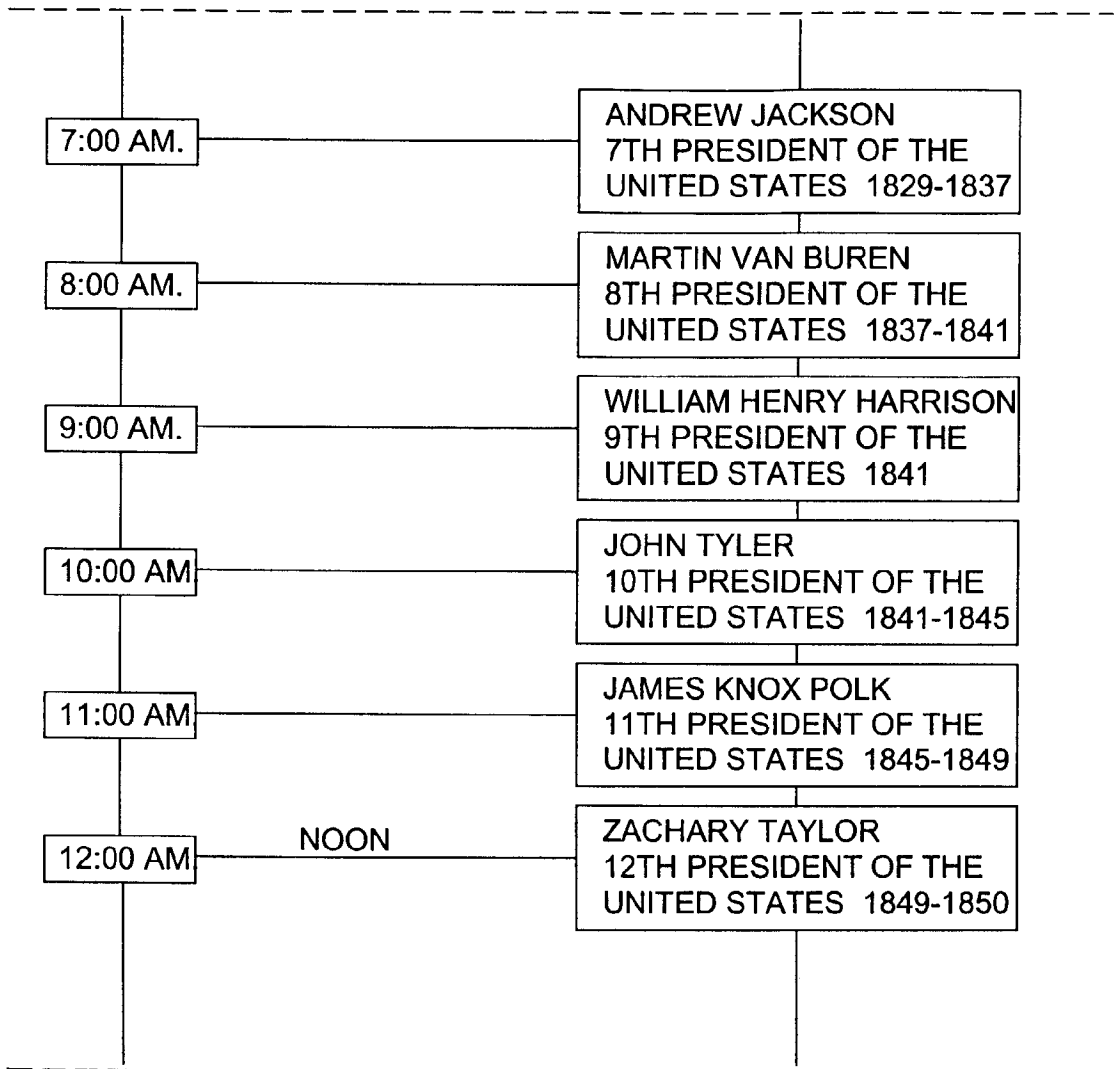 7:00 AM.
ANDREW JACKSON
7TH PRESIDENT OF THE
UNITED STATES 1829-1837
8:00 AM.
MARTIN VAN BUREN
8TH PRESIDENT OF THE
UNITED STATES 1837-1841
9:00 AM.
WILLIAM HENRY HARRISON
9TH PRESIDENT OF THE
UNITED STATES 1841
10:00 AM
JOHN TYLER
10TH PRESIDENT OF THE
UNITED STATES 1841-1845
11:00 AM
JAMES KNOX POLK
11TH PRESIDENT OF THE
UNITED STATES 1845-1849
12:00 AM
NOON
ZACHARY TAYLOR
12TH PRESIDENT OF THE
UNITED STATES 1849-1850